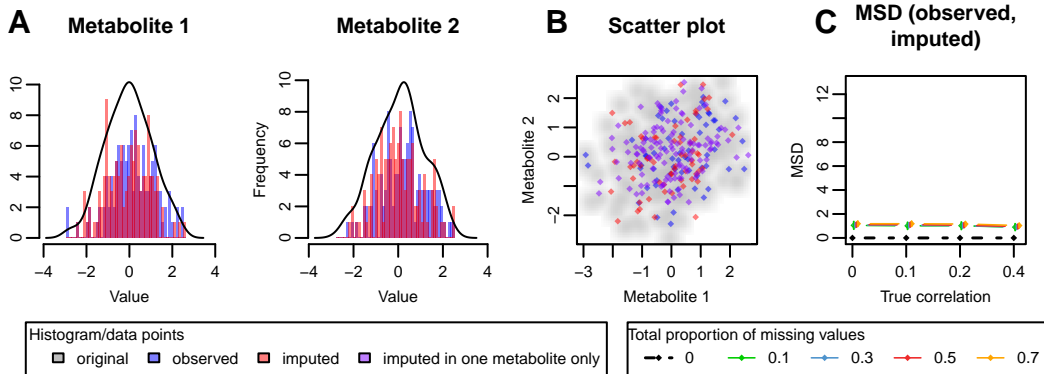 A Metabolite 1 Metabolite 2 B Scatter plot C MSD (observed, imputed)
0 2 4 6 8 10
−4 −2 0 2 4
Value
Frequency
0 2 4 6 8 10
−4 −2 0 2 4
Value
Metabolite 2
−2 0 1 2
−3 −1 0 1 2
Metabolite 1
MSD
0 2 4 6 8 12
0 0.1 0.2 0.4
True correlation
Histogram/data points
original observed imputed imputed in one metabolite only
Total proportion of missing values
0 0.1 0.3 0.5 0.7